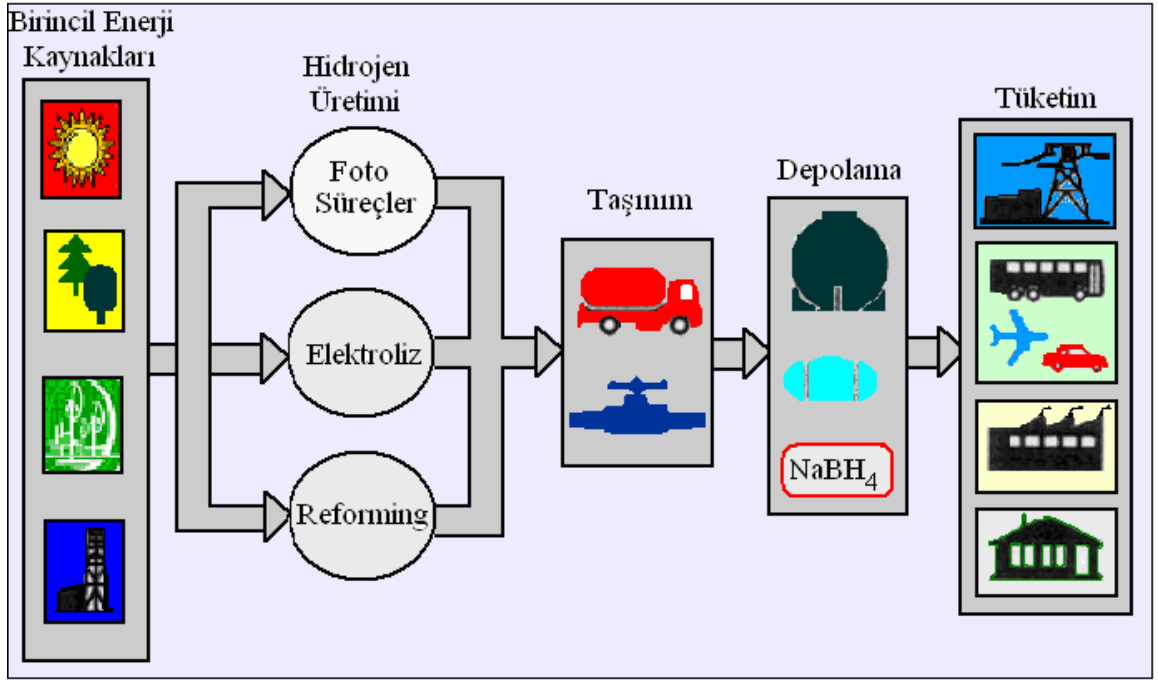 Birincil Enerji
Kaynakları
Hidrojen
Üretimi
Foto
Süreçler
Elektroliz
Reforming
Taşınım
Depolama
NaBH4
Tüketim